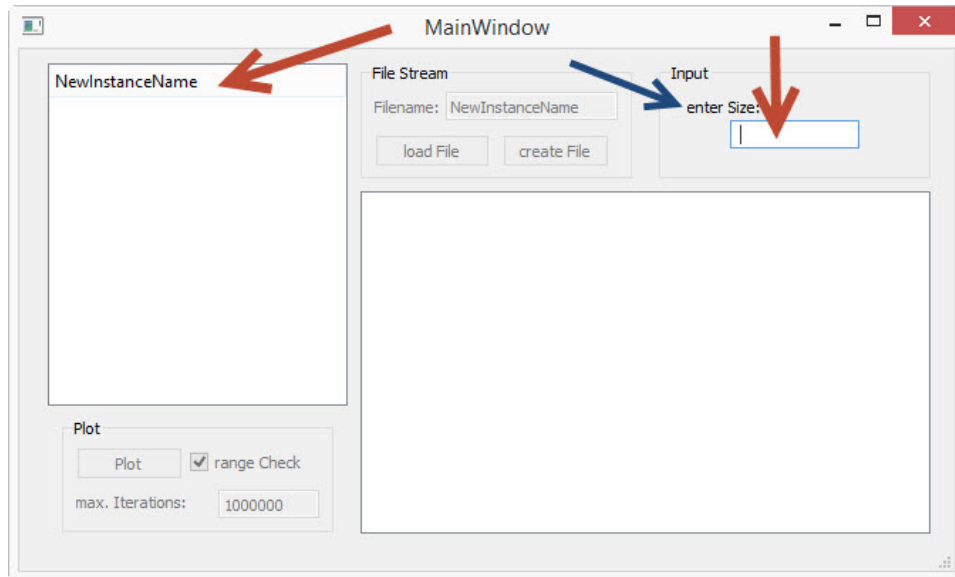 MainWindow
NewInstanceName
File Stream
Filename: NewInstanceName
load File create File
Input
enter Size:
Plot
Plot range Check
max. Iterations: 1000000